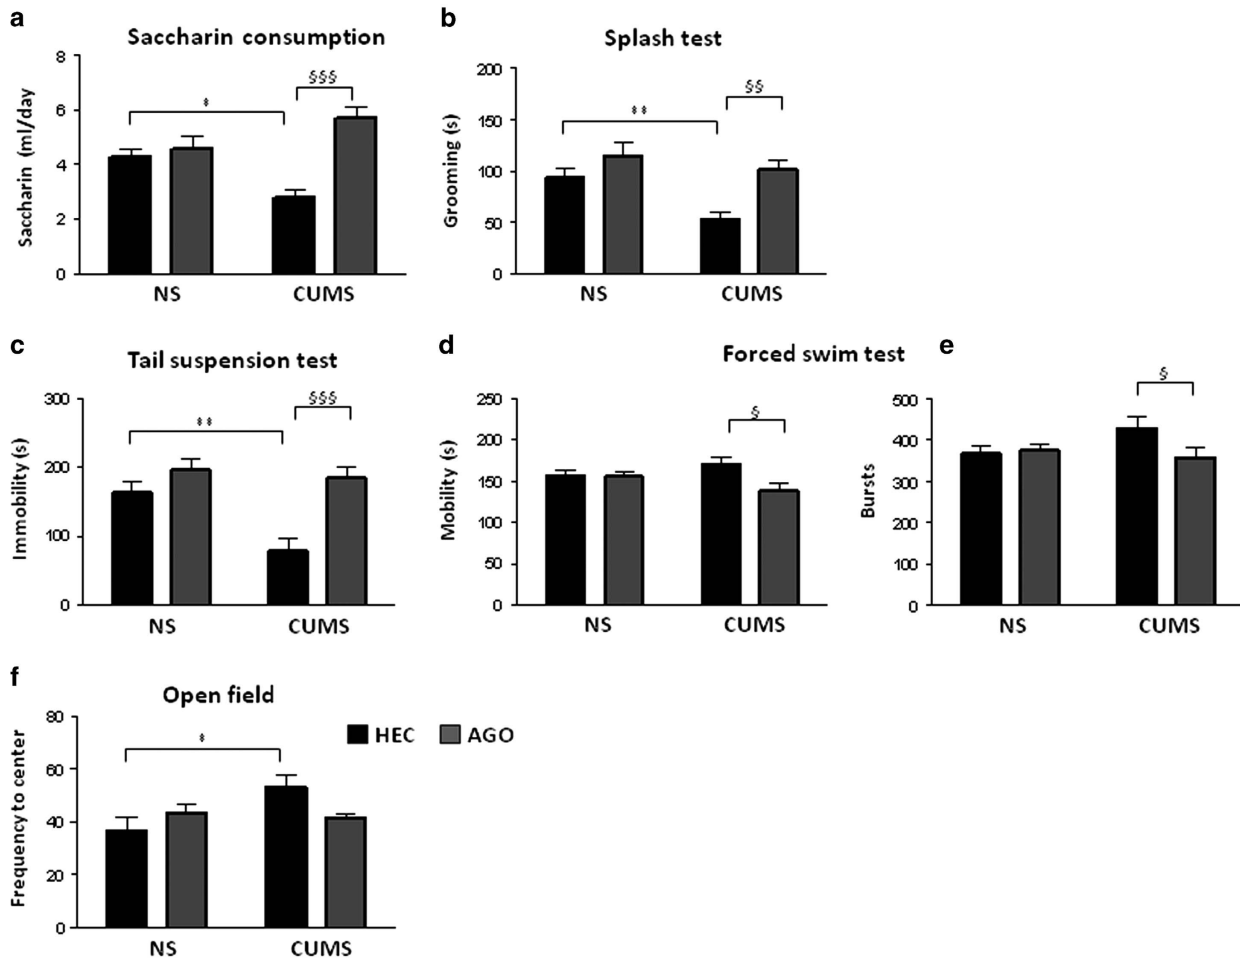 a
Saccharin consumption
Saccharin (ml/day
8
6
4
2
0
*
§§§
NS
CUMS
b
Splash test
Grooming (s)
200
150
100
50
0
**
§§
NS
CUMS
c
Tail suspension test
Immobility (s)
300
200
100
0
**
§§§
NS
CUMS
d
Forced swim test
Mobility (s)
250
200
150
100
50
0
§
NS
CUMS
e
Bursts
500
400
300
200
100
0
§
NS
CUMS
f
Open field
Frequency to center
80
60
40
20
0
*
NS
CUMS
HEC
AGO